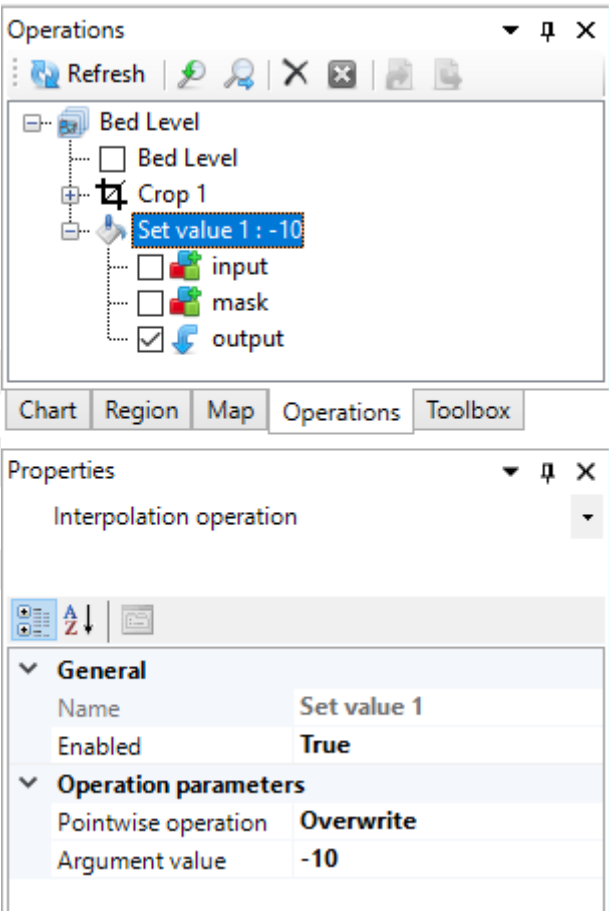 Operations
Refresh
Bed Level
Bed Level
Crop 1
Set value 1 : -10
input
mask
output
Chart Region Map Operations Toolbox
Properties
Interpolation operation
General
Name Set value 1
Enabled True
Operation parameters
Pointwise operation Overwrite
Argument value -10